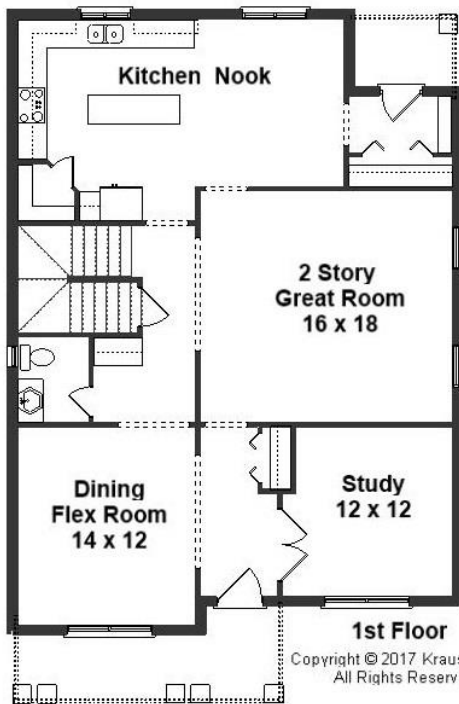 Kitchen Nook
2 Story
Great Room
16 x 18
Dining
Flex Room
14 x 12
Study
12 x 12
1st Floor
Copyright © 2017 Kraus
All Rights Reserv